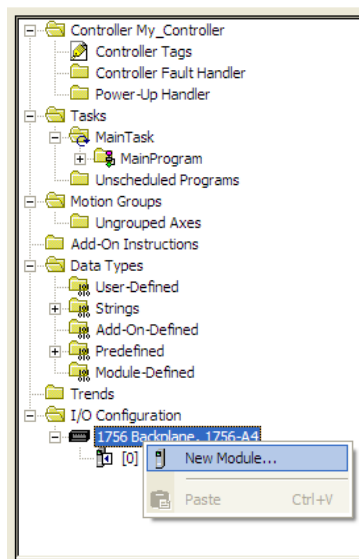 Controller My_Controller
Controller Tags
Controller Fault Handler
Power-Up Handler
Tasks
MainTask
MainProgram
Unscheduled Programs
Motion Groups
Ungrouped Axes
Add-On Instructions
Data Types
User-Defined
Strings
Add-On-Defined
Predefined
Module-Defined
Trends
I/O Configuration
1756 Backplane, 1756-A4
[0]
New Module...
Paste Ctrl+V